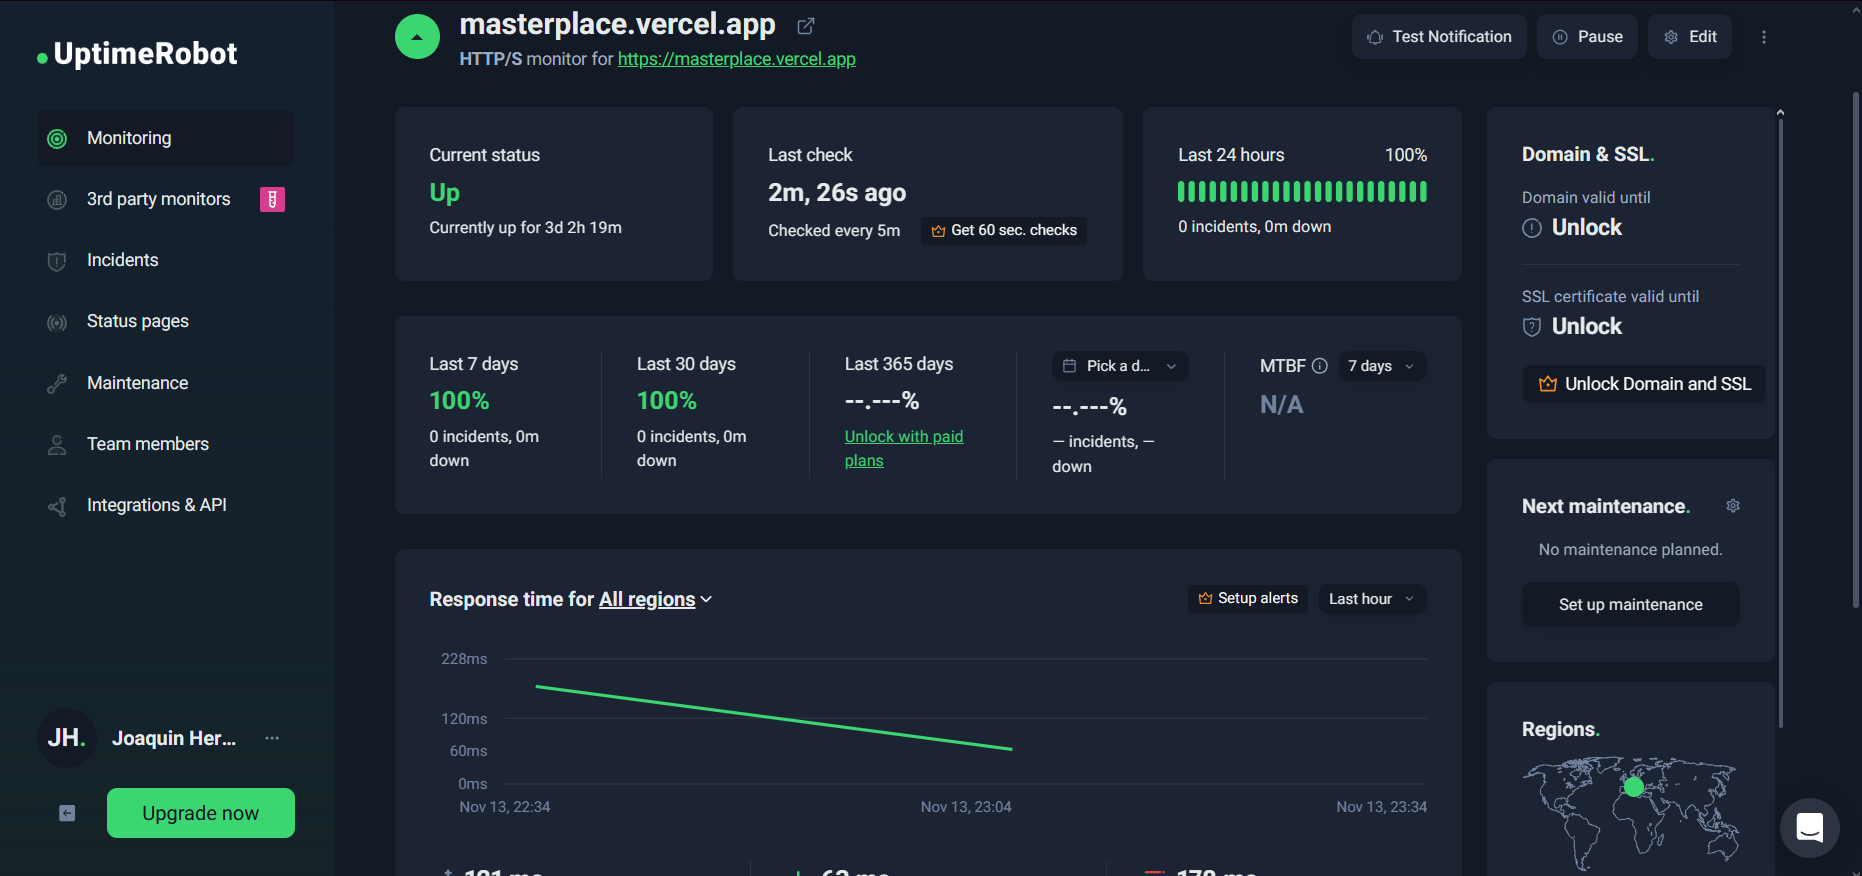 UptimeRobot
Monitoring
3rd party monitors
Incidents
Status pages
Maintenance
Team members
Integrations & API
JH.
Joaquin Her...
Upgrade now
masterplace.vercel.app
HTTP/S monitor for https://masterplace.vercel.app
Test Notification
Pause
Edit
Current status
Up
Currently up for 3d 2h 19m
Last check
2m, 26s ago
Checked every 5m
Get 60 sec. checks
Last 24 hours 100%
0 incidents, 0m down
Last 7 days
100%
0 incidents, 0m
down
Last 30 days
100%
0 incidents, 0m
down
Last 365 days
--.---%
Unlock with paid
plans
Pick a d...
--.---%
— incidents, —
down
MTBF 7 days
N/A
Response time for All regions
Setup alerts
Last hour
228ms
120ms
60ms
0ms
Nov 13, 22:34 Nov 13, 23:04 Nov 13, 23:34
Domain & SSL.
Domain valid until
Unlock
SSL certificate valid until
Unlock
Unlock Domain and SSL
Next maintenance.
No maintenance planned.
Set up maintenance
Regions.